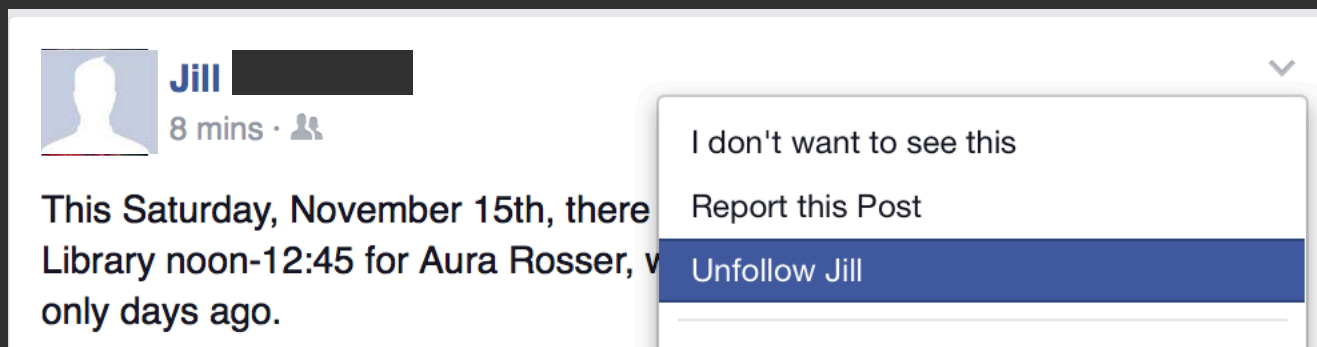 Jill
8 mins ·
I don't want to see this
Report this Post
Unfollow Jill
This Saturday, November 15th, there
Library noon-12:45 for Aura Rosser,
only days ago.